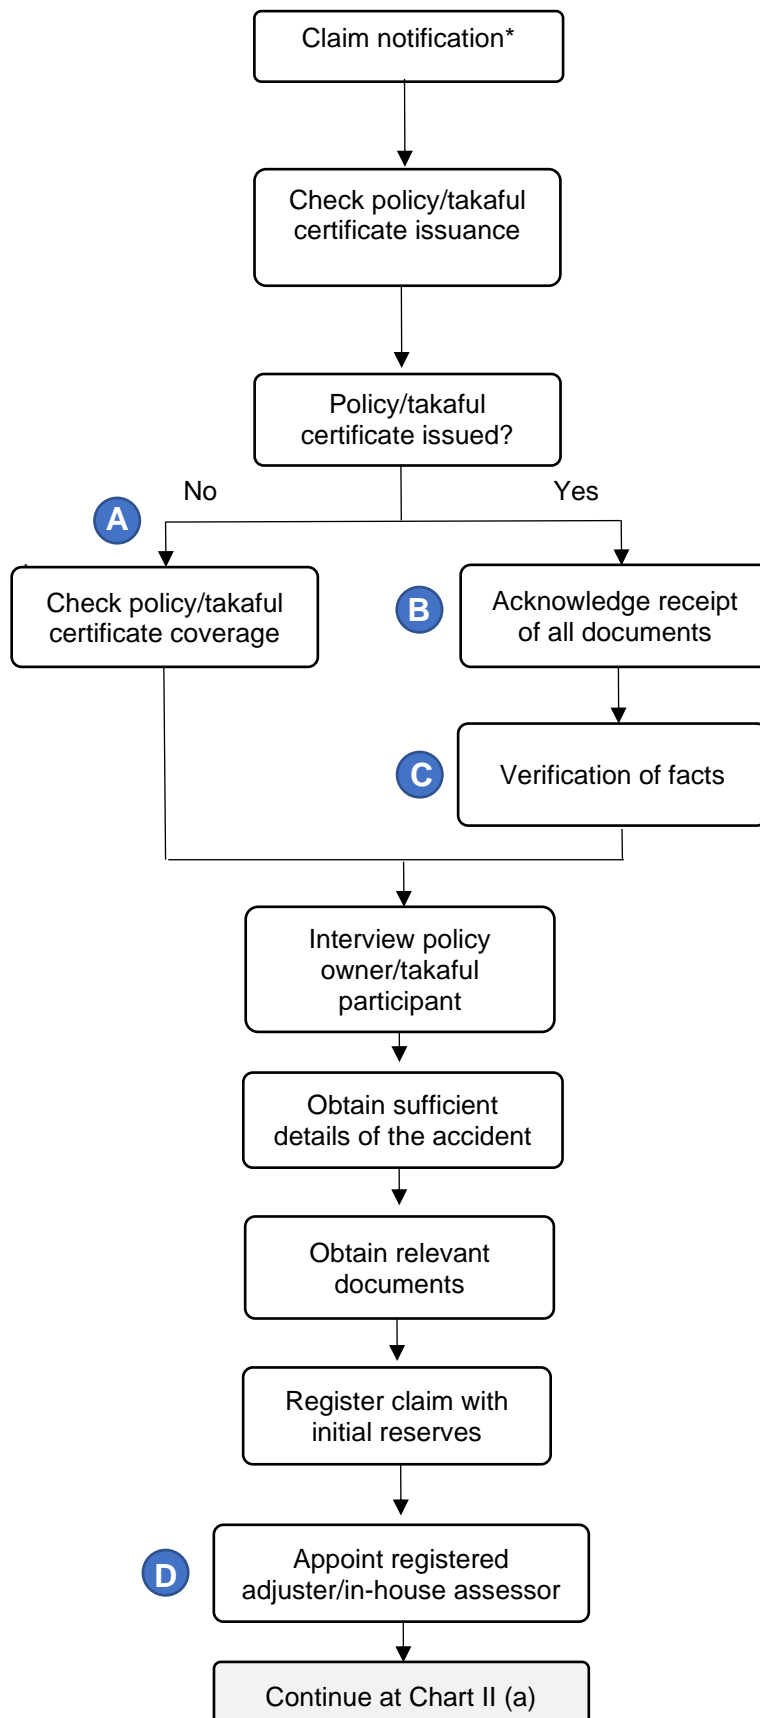 Claim notification*
Check policy/takaful
certificate issuance
Policy/takaful
certificate issued?
No
Yes
A
Check policy/takaful
certificate coverage
B
Acknowledge receipt
of all documents
C
Verification of facts
Interview policy
owner/takaful
participant
Obtain sufficient
details of the accident
Obtain relevant
documents
Register claim with
initial reserves
D
Appoint registered
adjuster/in-house assessor
Continue at Chart II (a)